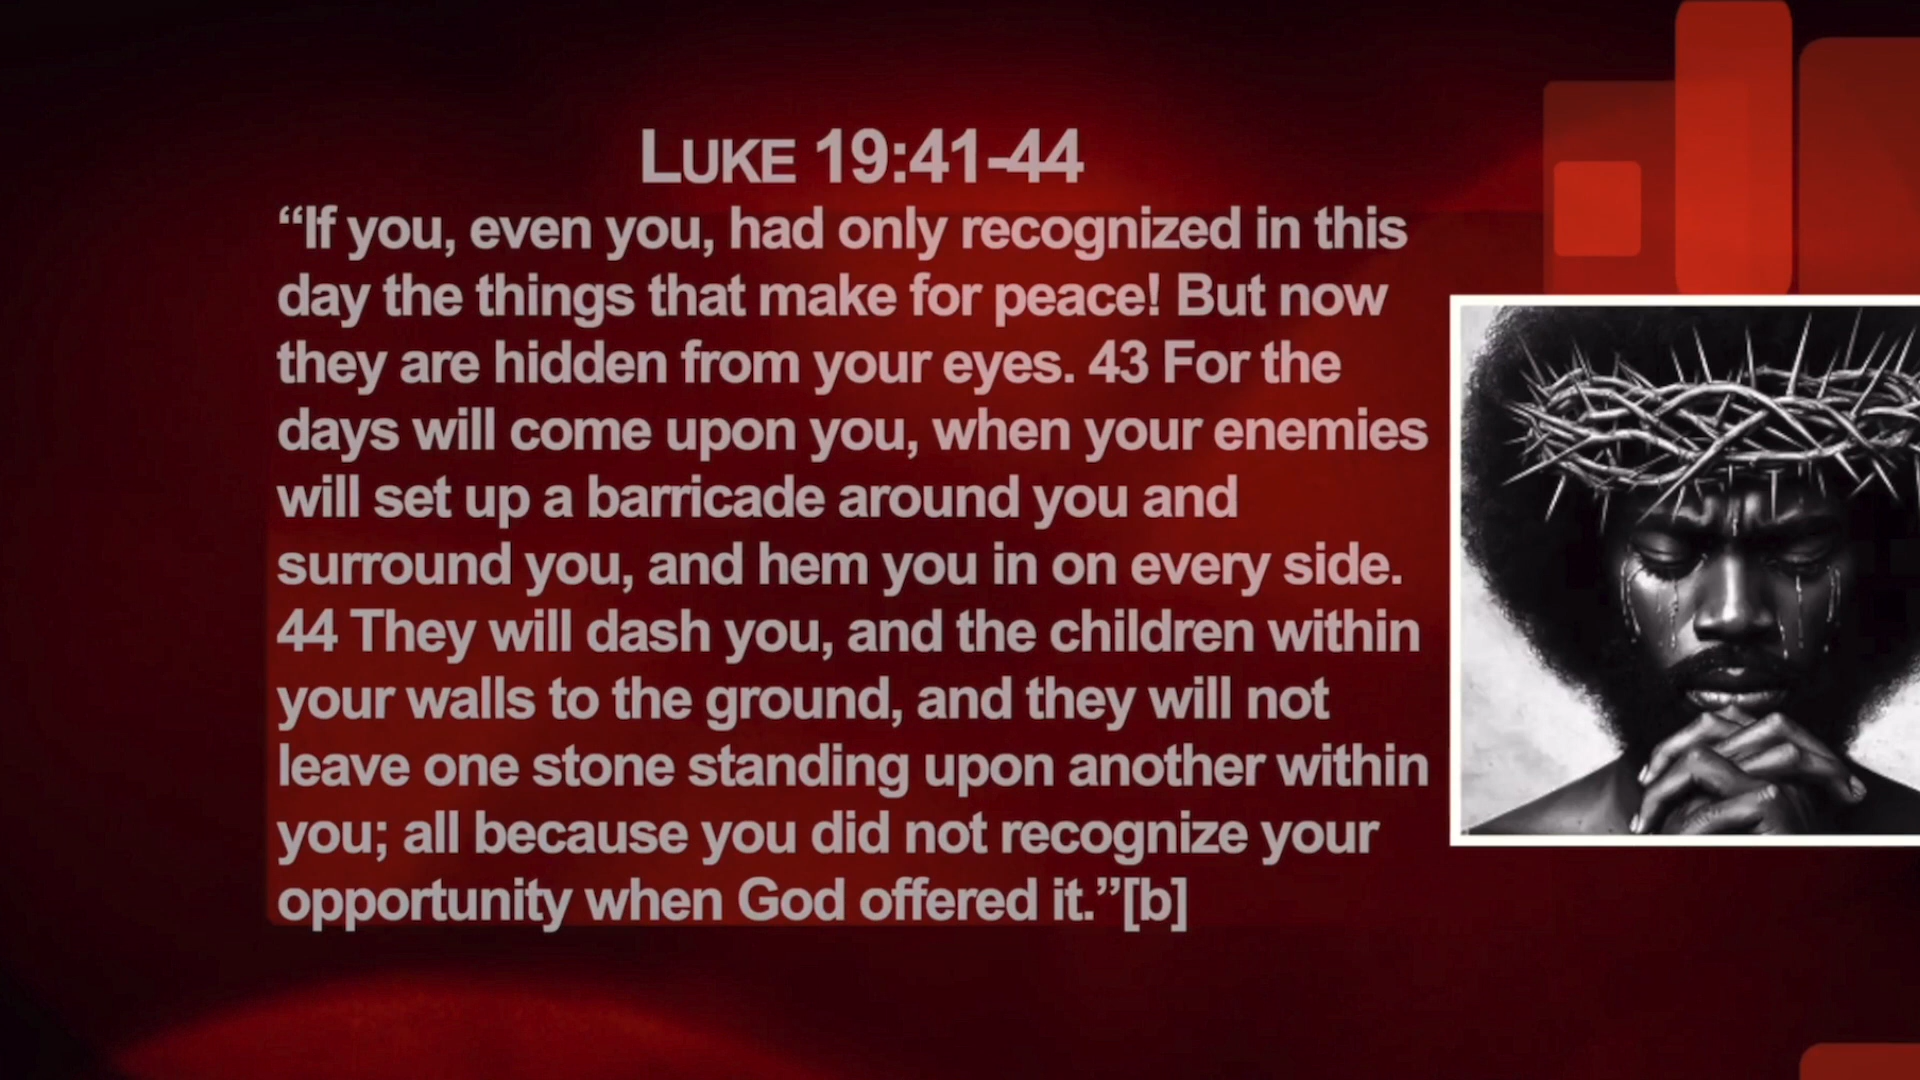 LUKE 19:41-44
“If you, even you, had only recognized in this
day the things that make for peace! But now
they are hidden from your eyes. 43 For the
days will come upon you, when your enemies
will set up a barricade around you and
surround you, and hem you in on every side.
44 They will dash you, and the children within
your walls to the ground, and they will not
leave one stone standing upon another within
you; all because you did not recognize your
opportunity when God offered it.”[b]